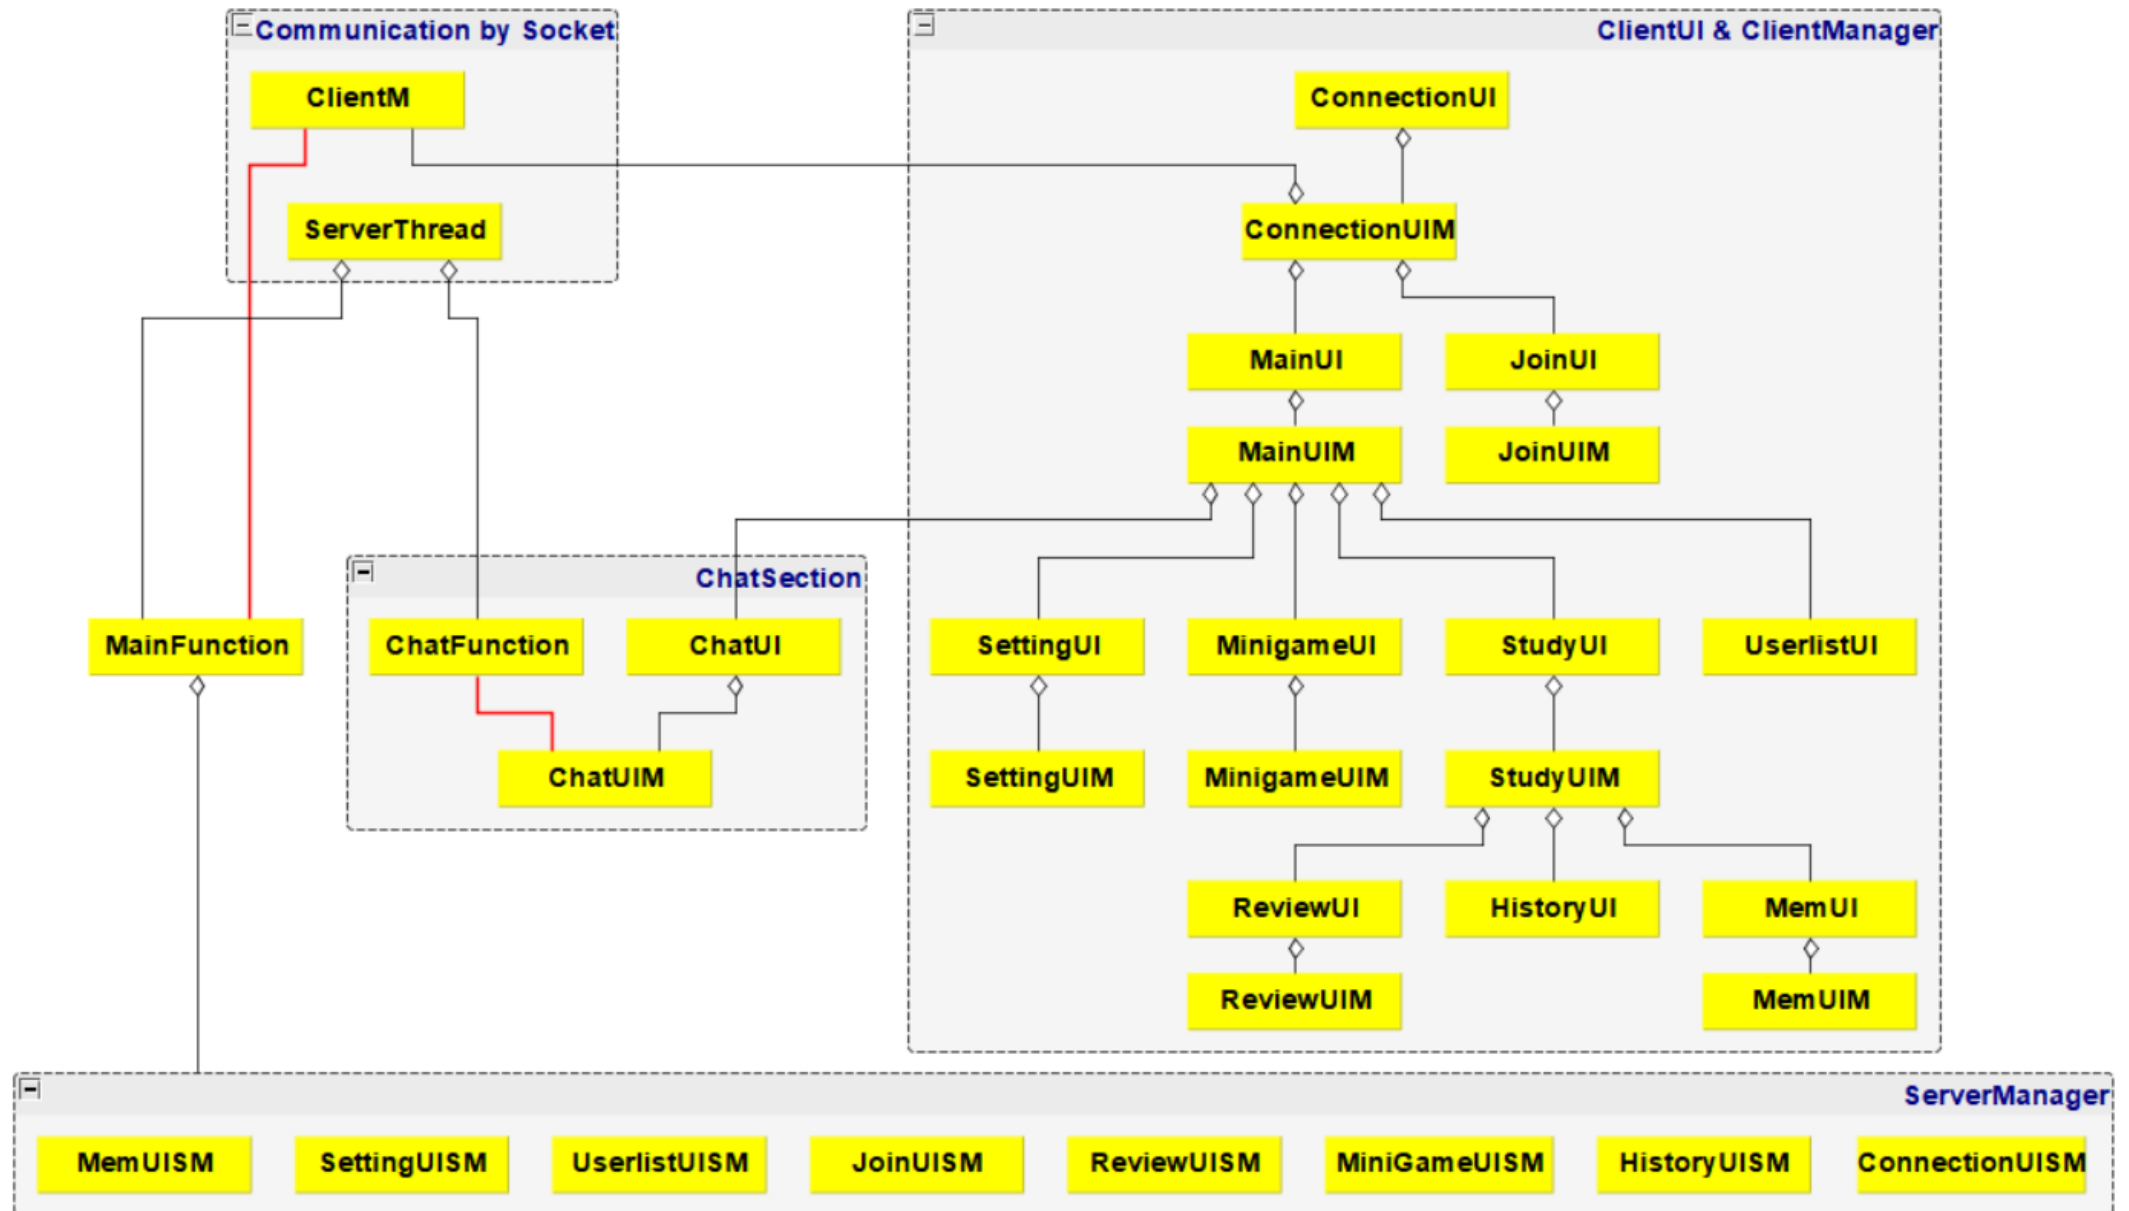 Communication by Socket
ClientUI & ClientManager
ClientM
ConnectionUI
ServerThread
ConnectionUIM
MainUI
JoinUI
MainUIM
JoinUIM
ChatSection
MainFunction
ChatFunction
ChatUI
SettingUI
MinigameUI
StudyUI
UserlistUI
ChatUIM
SettingUIM
MinigameUIM
StudyUIM
ReviewUI
HistoryUI
MemUI
ReviewUIM
MemUIM
ServerManager
MemUISM
SettingUISM
UserlistUISM
JoinUISM
ReviewUISM
MiniGameUISM
HistoryUISM
ConnectionUISM